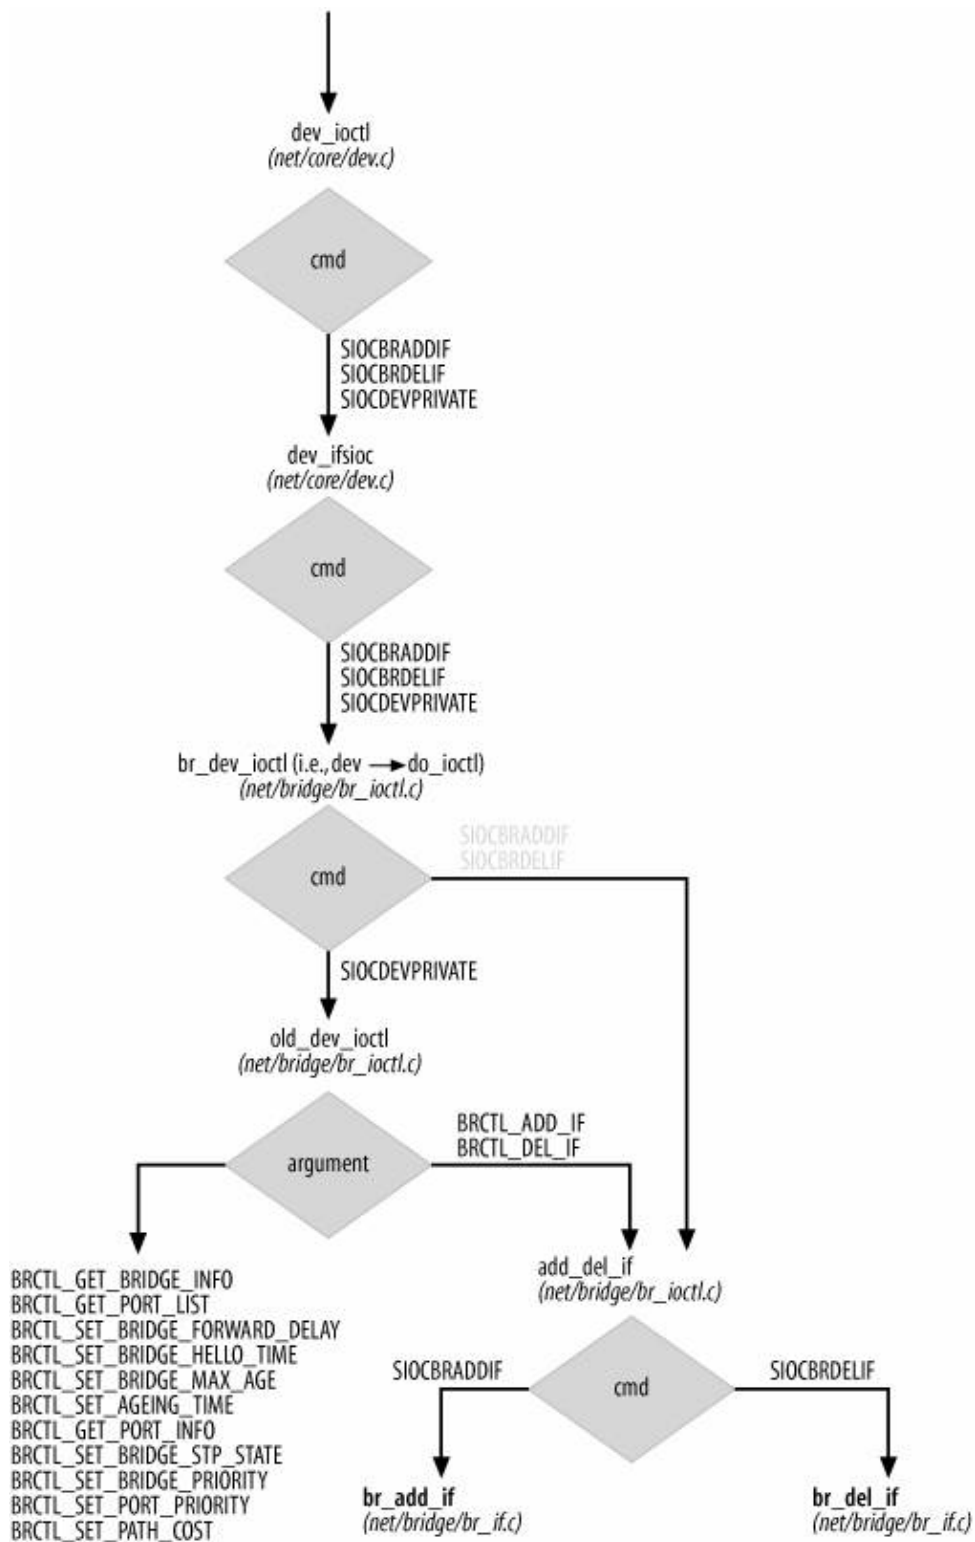 dev_ioctl
(net/core/dev.c)
cmd
SIOCBRADDIF
SIOCBRDELIF
SIOCDEVPRIVATE
dev_ifsioc
(net/core/dev.c)
cmd
SIOCBRADDIF
SIOCBRDELIF
SIOCDEVPRIVATE
br_dev_ioctl (i.e., dev → do_ioctl)
(net/bridge/br_ioctl.c)
SIOCBRADDIF
SIOCBRDELIF
cmd
SIOCDEVPRIVATE
old_dev_ioctl
(net/bridge/br_ioctl.c)
BRCTL_ADD_IF
BRCTL_DEL_IF
argument
BRCTL_GET_BRIDGE_INFO
BRCTL_GET_PORT_LIST
BRCTL_SET_BRIDGE_FORWARD_DELAY
BRCTL_SET_BRIDGE_HELLO_TIME
BRCTL_SET_BRIDGE_MAX_AGE
BRCTL_SET_AGEING_TIME
BRCTL_GET_PORT_INFO
BRCTL_SET_BRIDGE_STP_STATE
BRCTL_SET_BRIDGE_PRIORITY
BRCTL_SET_PORT_PRIORITY
BRCTL_SET_PATH_COST
add_del_if
(net/bridge/br_ioctl.c)
SIOCBRADDIF
cmd
SIOCBRDELIF
br_add_if
(net/bridge/br_if.c)
br_del_if
(net/bridge/br_if.c)